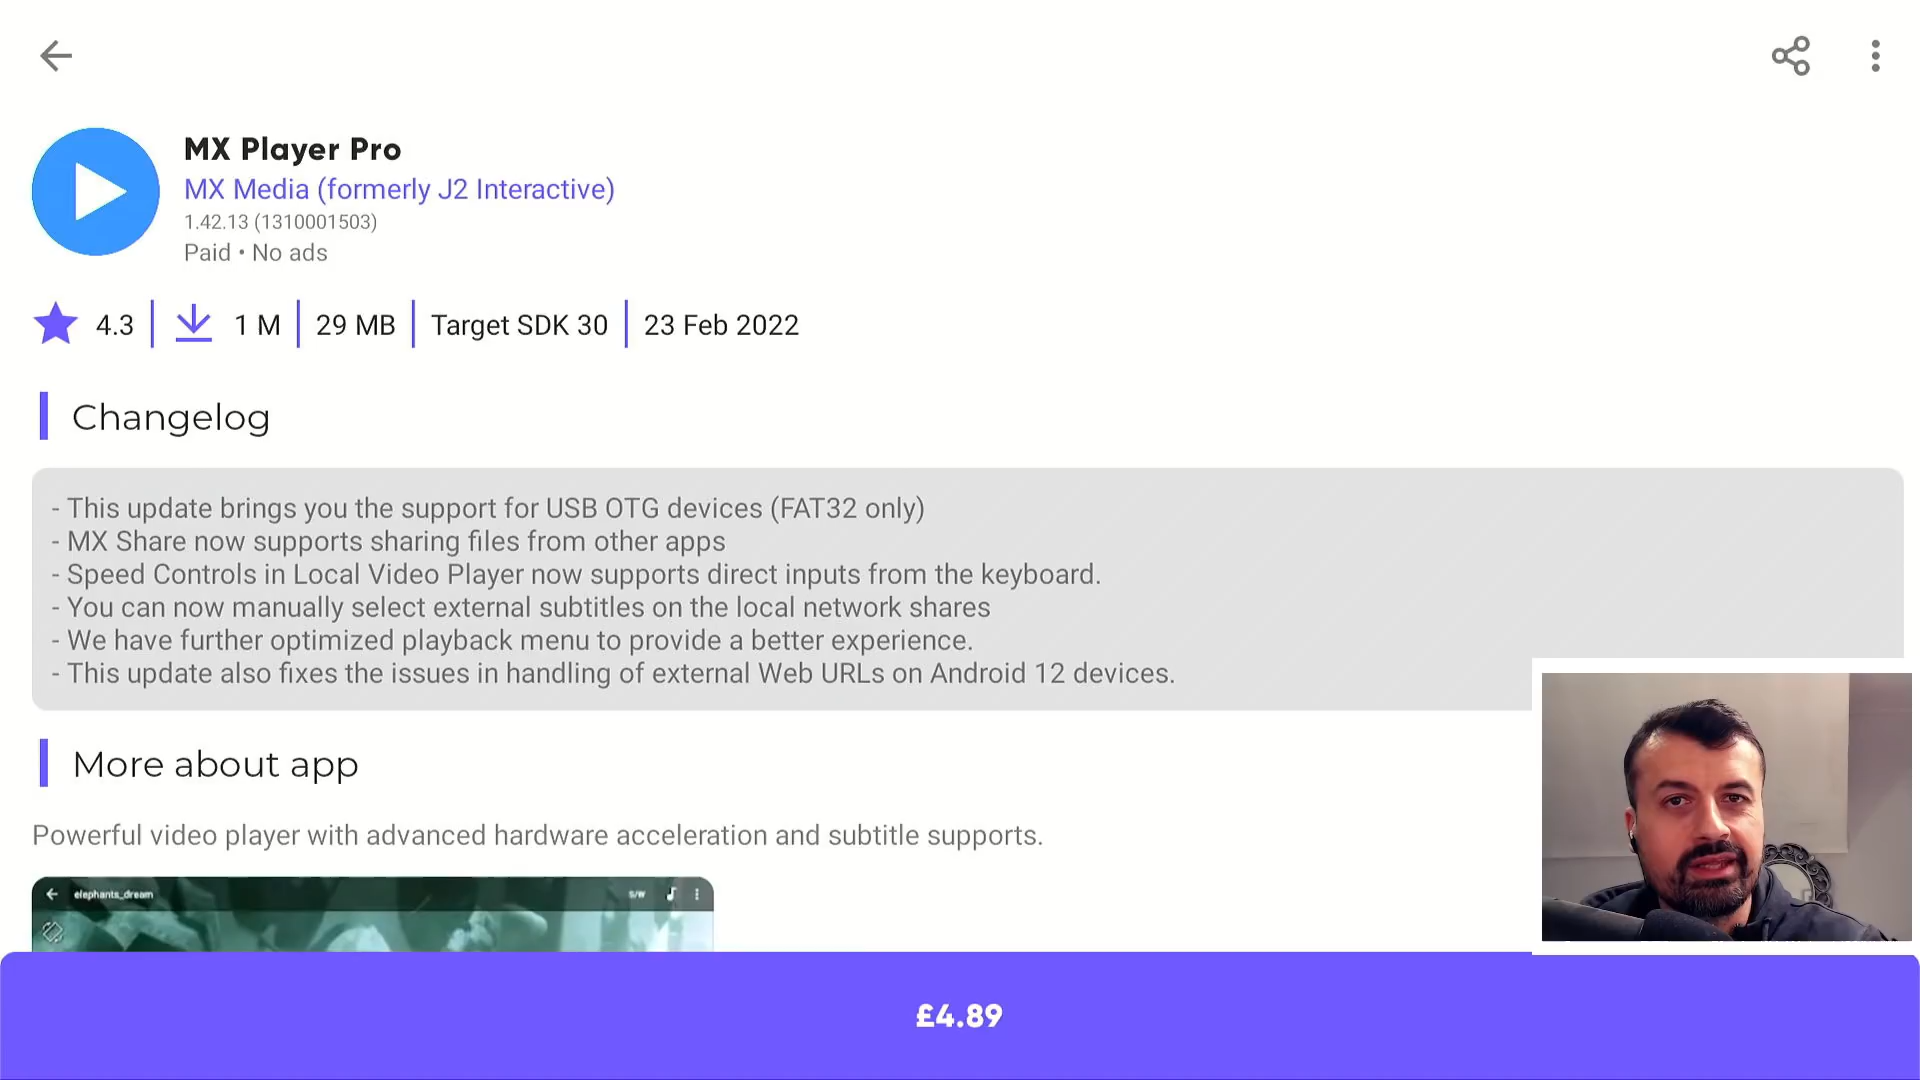 MX Player Pro
MX Media (formerly J2 Interactive)
1.42.13 (1310001503)
Paid • No ads
4.3
1 M
29 MB
Target SDK 30
23 Feb 2022
Changelog
- This update brings you the support for USB OTG devices (FAT32 only)
- MX Share now supports sharing files from other apps
- Speed Controls in Local Video Player now supports direct inputs from the keyboard.
- You can now manually select external subtitles on the local network shares
- We have further optimized playback menu to provide a better experience.
- This update also fixes the issues in handling of external Web URLs on Android 12 devices.
More about app
Powerful video player with advanced hardware acceleration and subtitle supports.
elephants_dream
S/W
£4.89